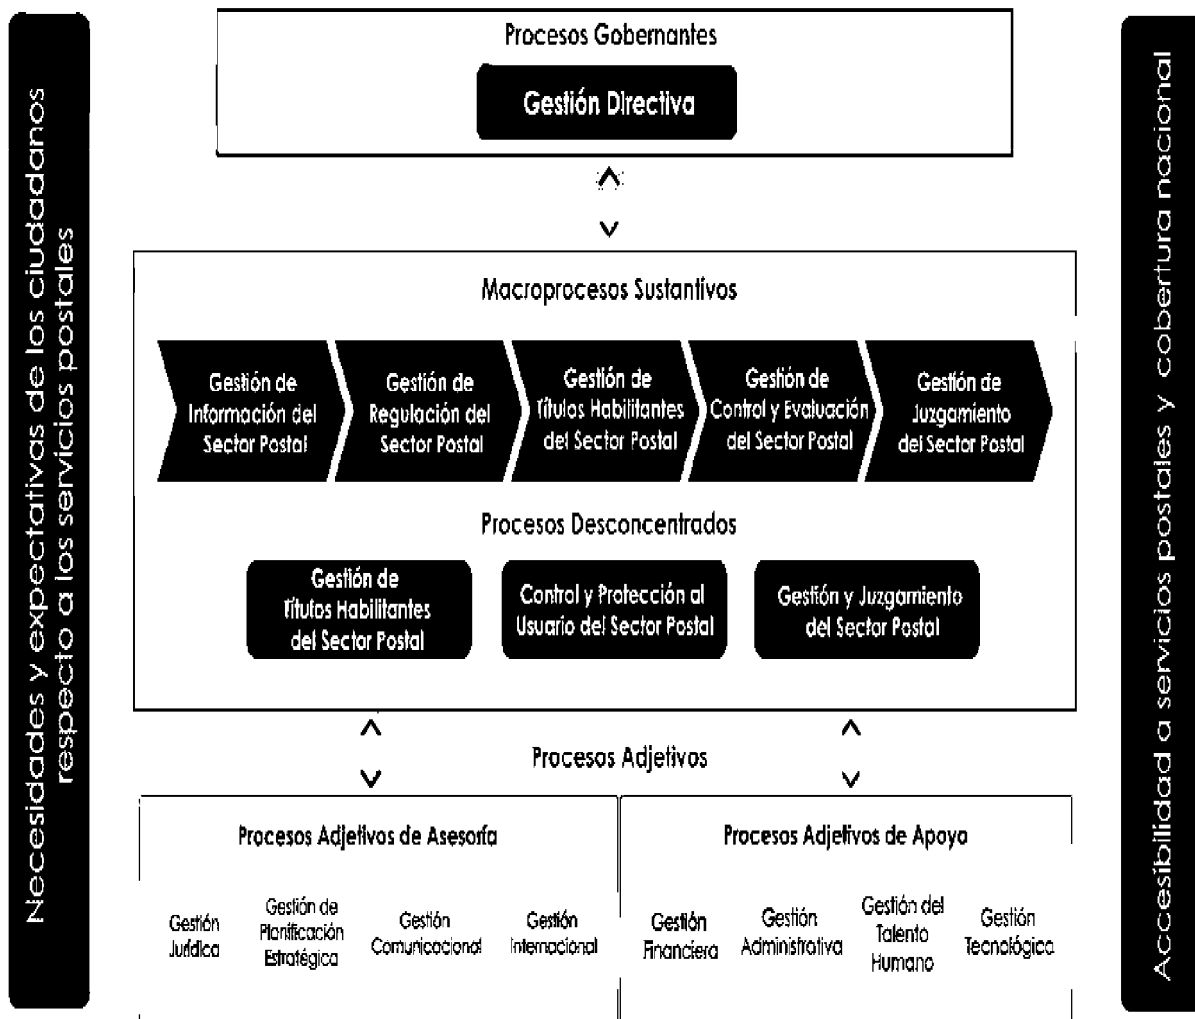 Necesidades y expectativas de los ciudadanos
respecto a los servicios postales
Procesos Gobernantes
Gestión Directiva
Macroprocesos Sustantivos
Gestión de
Información del
Sector Postal
Gestión de
Regulación del
Sector Postal
Gestión de
Títulos Habilitantes
del Sector Postal
Gestión de
Control y Evaluación
del Sector Postal
Gestión de
Juzgamiento
del Sector Postal
Procesos Desconcentrados
Gestión de
Títulos Habilitantes
del Sector Postal
Control y Protección al
Usuario del Sector Postal
Gestión y Juzgamiento
del Sector Postal
Procesos Adjetivos
Procesos Adjetivos de Asesoría
Gestión
Jurídica
Gestión de
Planificación
Estratégica
Gestión
Comunicacional
Gestión
Internacional
Procesos Adjetivos de Apoyo
Gestión
Financiera
Gestión
Administrativa
Gestión del
Talento
Humano
Gestión
Tecnológica
Accesibilidad a servicios postales y cobertura nacional